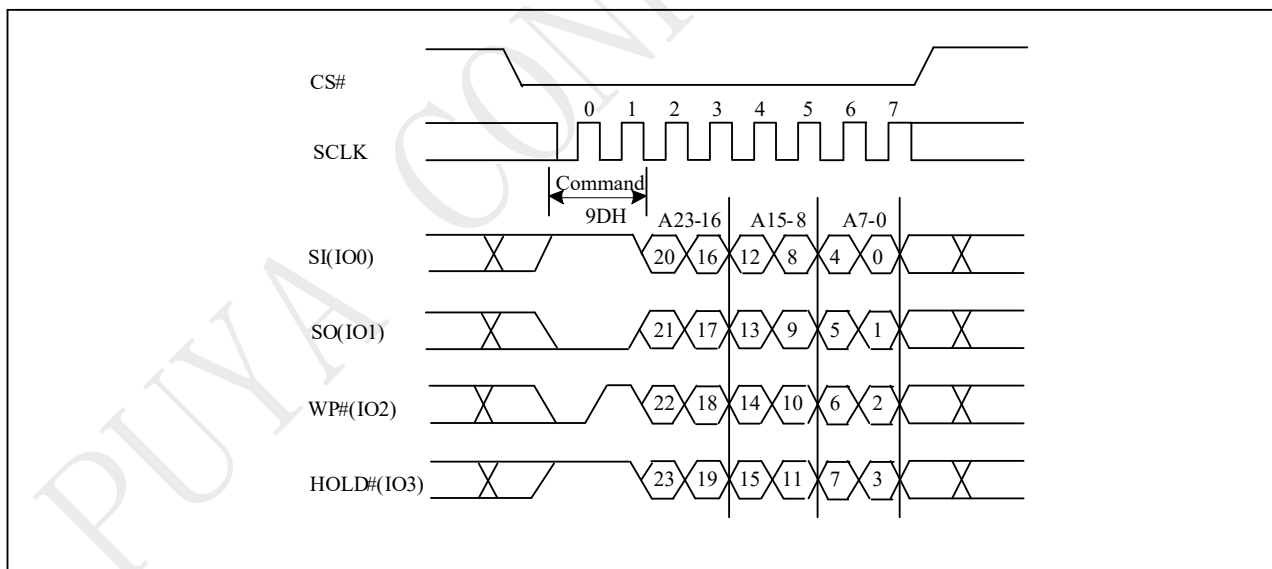 PUYA CONF
CS#
0 1 2 3 4 5 6 7
SCLK
Command
9DH
A23-16 A15-8 A7-0
SI(IO0)
20 16 12 8 4 0
SO(IO1)
21 17 13 9 5 1
WP#(IO2)
22 18 14 10 6 2
HOLD#(IO3)
23 19 15 11 7 3